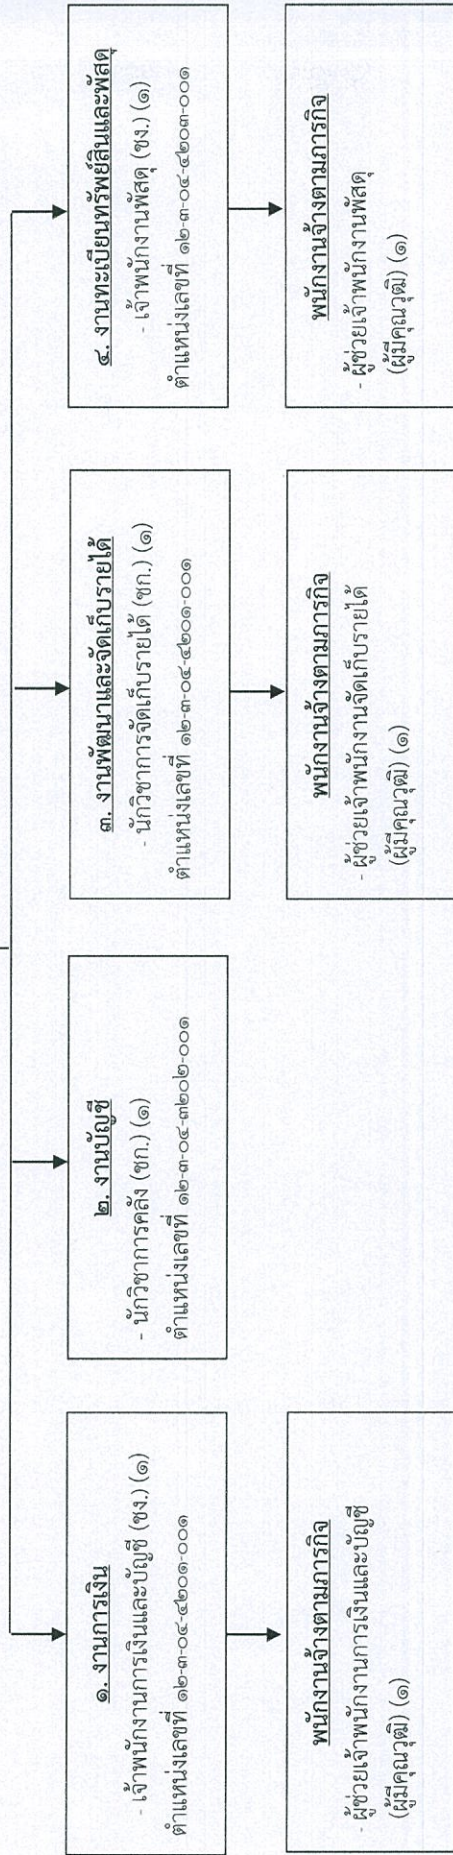 ๑. งานการเงิน
- เจ้าพนักงานการเงินและบัญชี (ชง.) (๑)
ตำแหน่งเลขที่ ๑๒-๓-๐๔-๔๒๐๑-๐๐๑
พนักงานจ้างตามภารกิจ
- ผู้ช่วยเจ้าพนักงานการเงินและบัญชี
(ผู้มีคุณวุฒิ) (๑)
๒. งานบัญชี
- นักวิชาการคลัง (ชก.) (๑)
ตำแหน่งเลขที่ ๑๒-๓-๐๔-๓๒๐๒-๐๐๑
๓. งานพัฒนาและจัดเก็บรายได้
- นักวิชาการจัดเก็บรายได้ (ชก.) (๑)
ตำแหน่งเลขที่ ๑๒-๓-๐๔-๔๒๐๑-๐๐๑
พนักงานจ้างตามภารกิจ
- ผู้ช่วยเจ้าพนักงานจัดเก็บรายได้
(ผู้มีคุณวุฒิ) (๑)
๔. งานทะเบียนทรัพย์สินและพัสดุ
- เจ้าพนักงานพัสดุ (ชง.) (๑)
ตำแหน่งเลขที่ ๑๒-๓-๐๔-๔๒๐๓-๐๐๑
พนักงานจ้างตามภารกิจ
- ผู้ช่วยเจ้าพนักงานพัสดุ
(ผู้มีคุณวุฒิ) (๑)